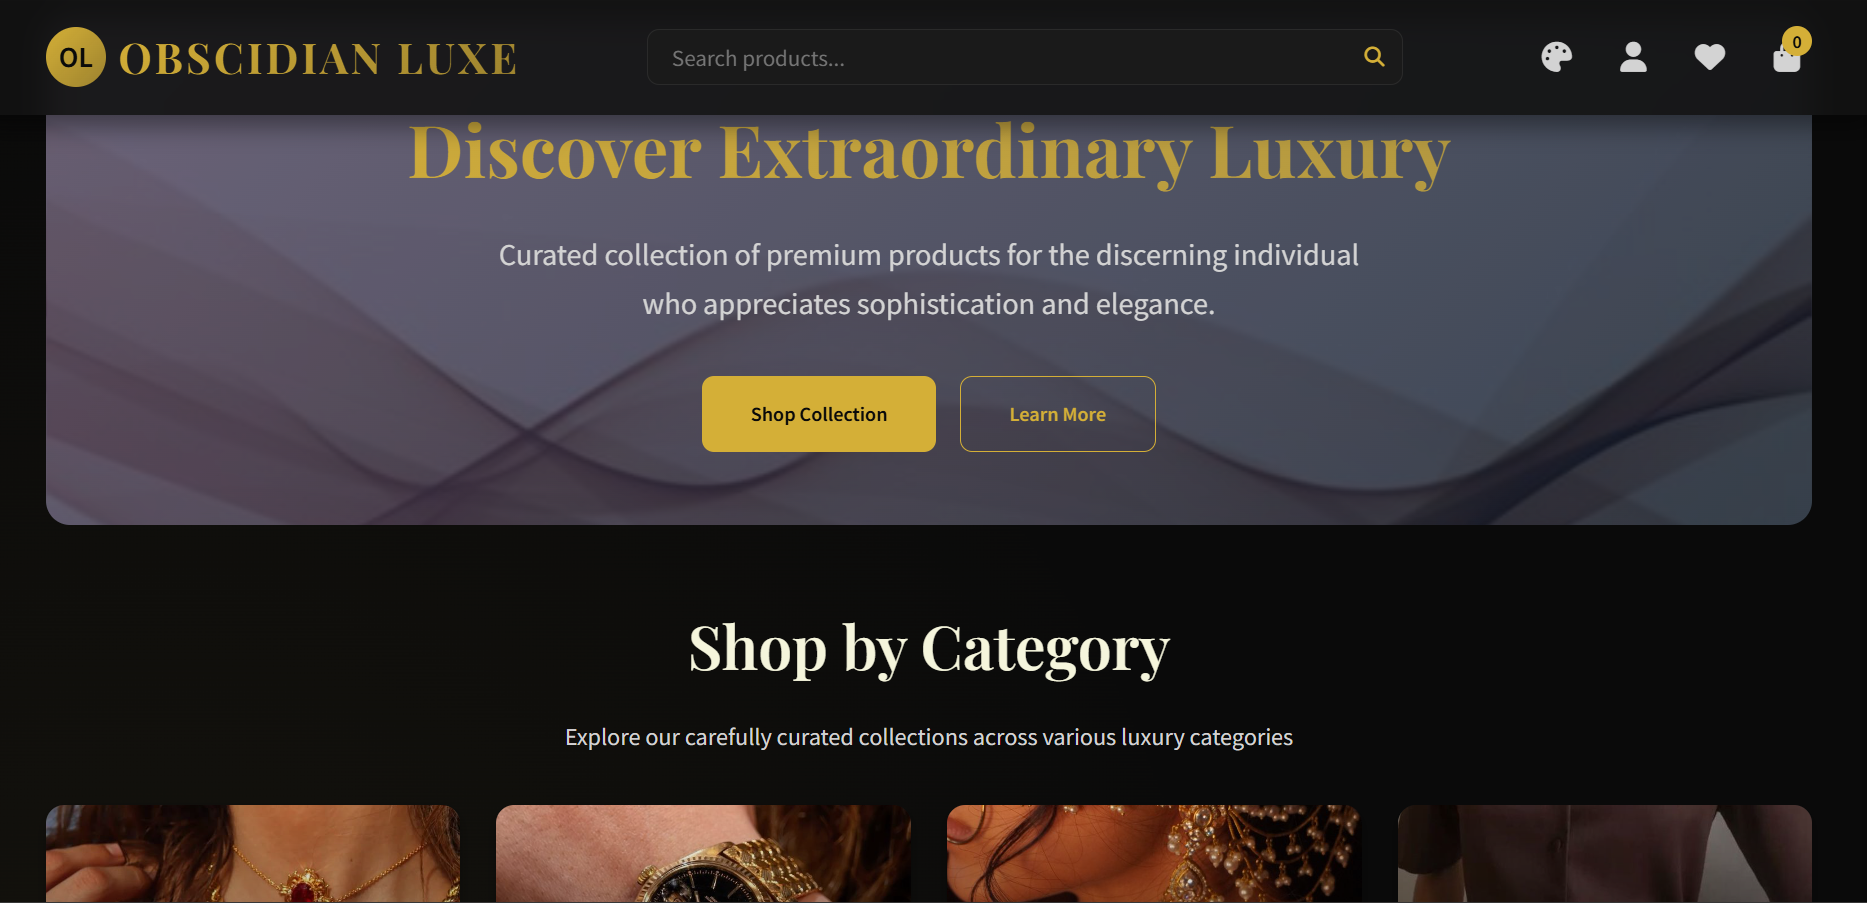 OL OBSCIDIAN LUXE
Search products...
0
Discover Extraordinary Luxury
Curated collection of premium products for the discerning individual
who appreciates sophistication and elegance.
Shop Collection
Learn More
Shop by Category
Explore our carefully curated collections across various luxury categories